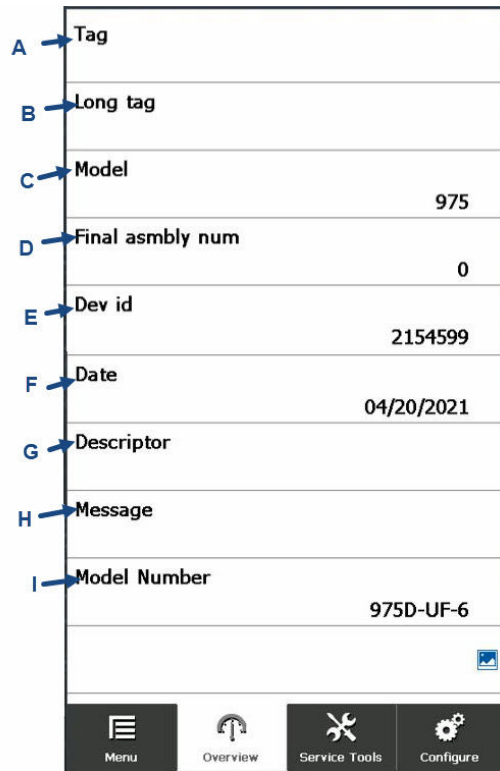 A Tag
B Long tag
C Model
975
D Final asmbly num
0
E Dev id
2154599
F Date
04/20/2021
G Descriptor
H Message
I Model Number
975D-UF-6
Menu Overview Service Tools Configure